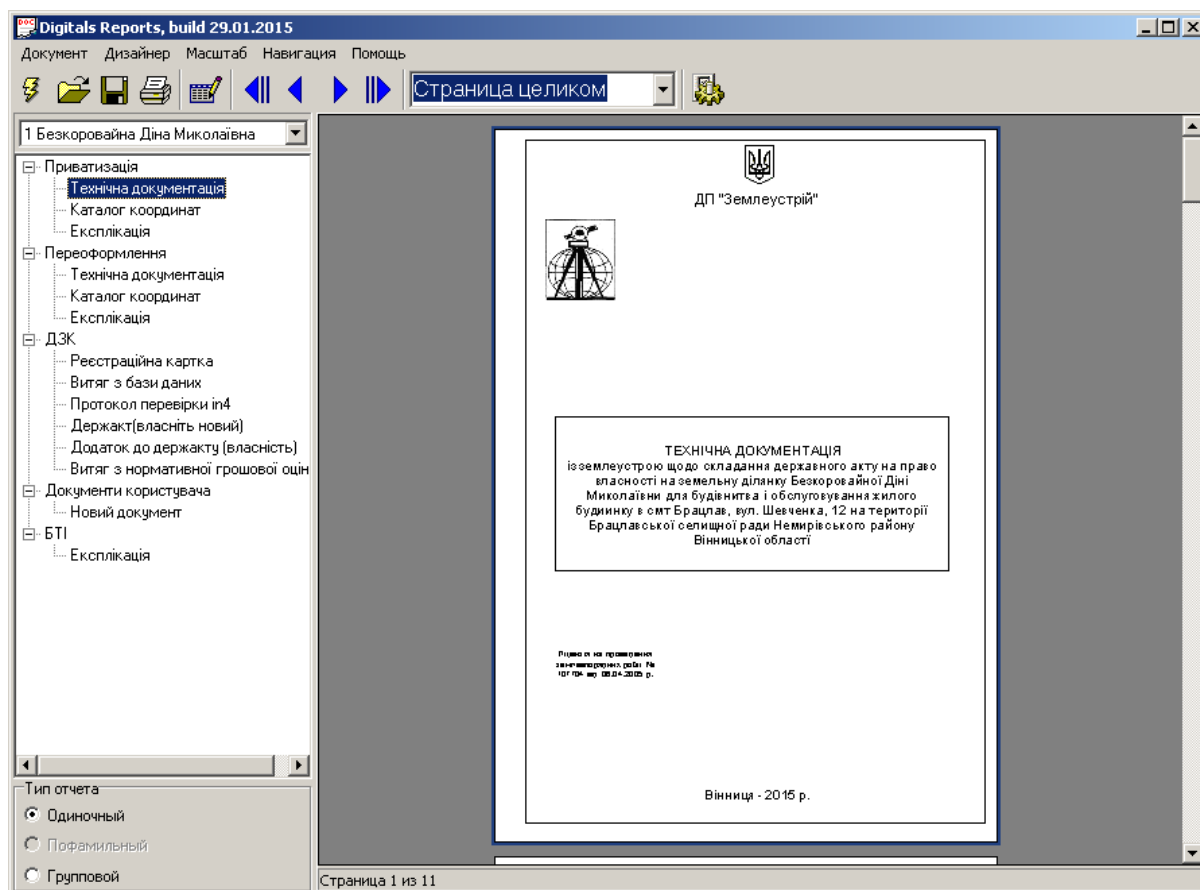 Digitals Reports, build 29.01.2015
Документ Дизайнер Масштаб Навигация Помощь
Страница целиком
1 Безкоровайна Діна Миколаївна
Приватизація
Технічна документація
Каталог координат
Експлікація
Переоформлення
Технічна документація
Каталог координат
Експлікація
ДЗК
Реєстраційна картка
Витяг з бази даних
Протокол перевірки in4
Держакт(власніть новий)
Додаток до держакту (власність)
Витяг з нормативної грошової оцін
Документи користувача
Новий документ
БТІ
Експлікація
Тип отчета
Одиночный
Пофамильный
Групповой
ДП "Землеустрій"
ТЕХНІЧНА ДОКУМЕНТАЦІЯ
із землеустрою щодо складання державного акту на право
власності на земельну ділянку Безкоровайної Діні
Миколаївни для будівнитва і обслуговування жилого
будиинку в смт Брацлав, вул. Шевченка, 12 на території
Брацлавської селищної ради Немирівського району
Вінницької області
Вінниця - 2015 р.
Страница 1 из 11